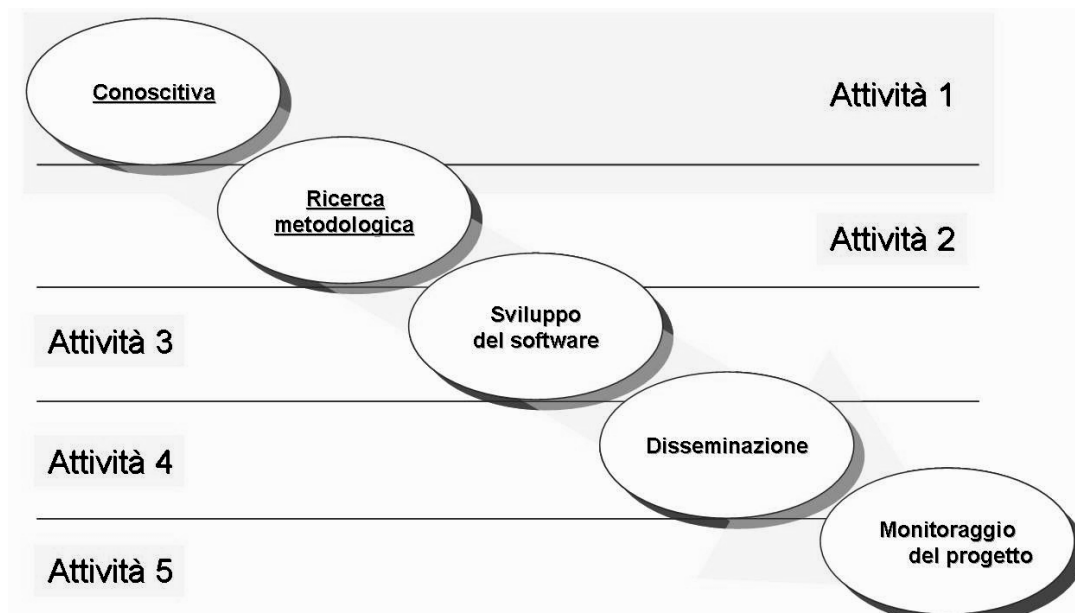 Conoscitiva
Attività 1
Ricerca
metodologica
Attività 2
Sviluppo
del software
Attività 3
Disseminazione
Attività 4
Monitoraggio
del progetto
Attività 5